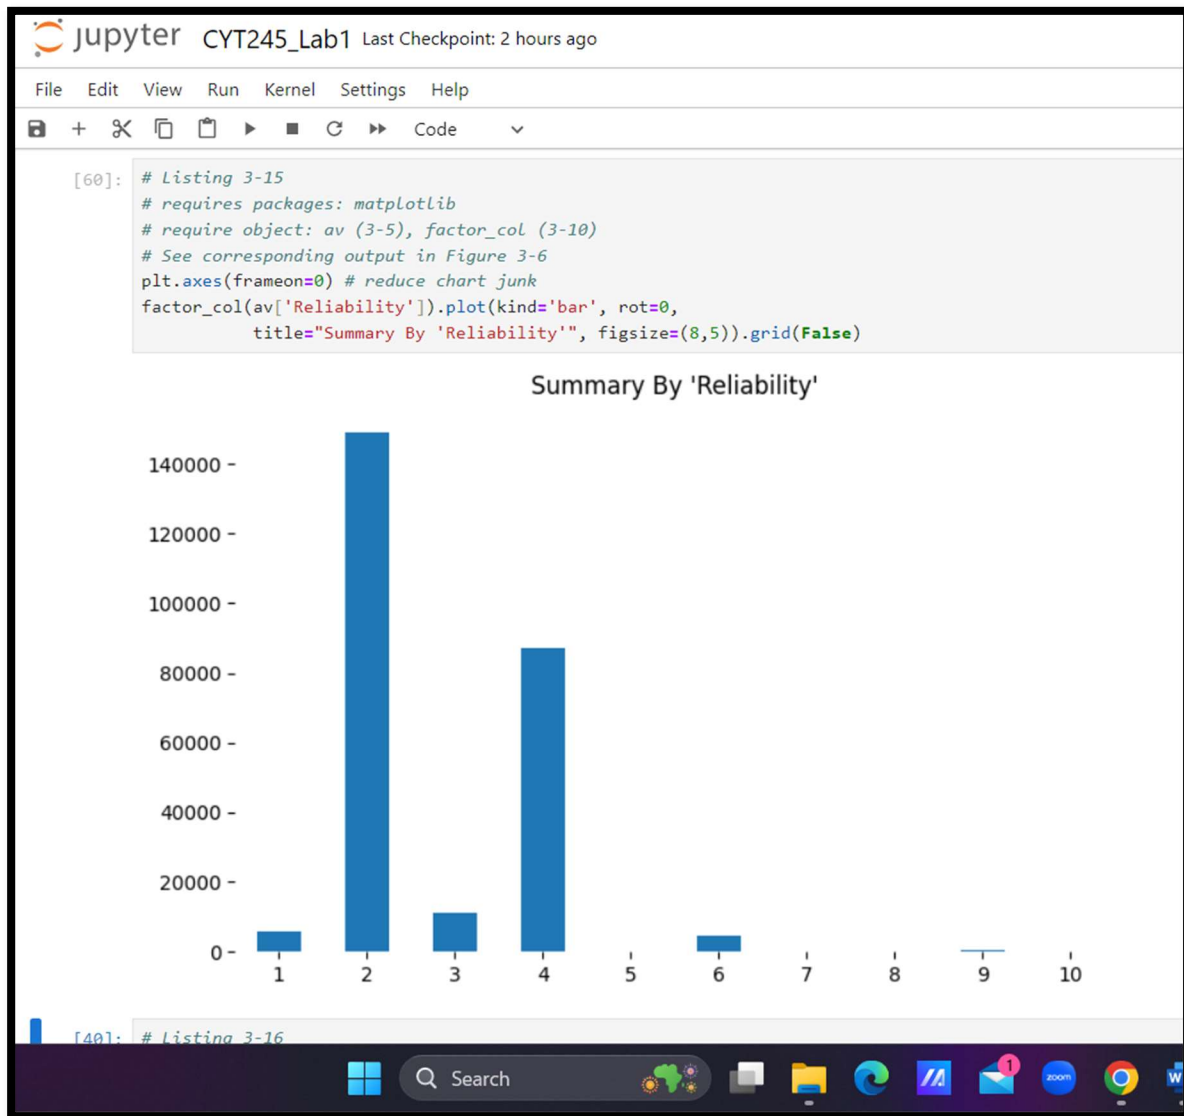 jupyter CYT245_Lab1 Last Checkpoint: 2 hours ago
File Edit View Run Kernel Settings Help
Code
[60]: # Listing 3-15
# requires packages: matplotlib
# require object: av (3-5), factor_col (3-10)
# See corresponding output in Figure 3-6
plt.axes(frameon=0) # reduce chart junk
factor_col(av['Reliability']).plot(kind='bar', rot=0,
title="Summary By 'Reliability'", figsize=(8,5)).grid(False)
Summary By 'Reliability'
140000
120000
100000
80000
60000
40000
20000
0
1 2 3 4 5 6 7 8 9 10
[40]: # Listing 3-16
Search 1 zoom W